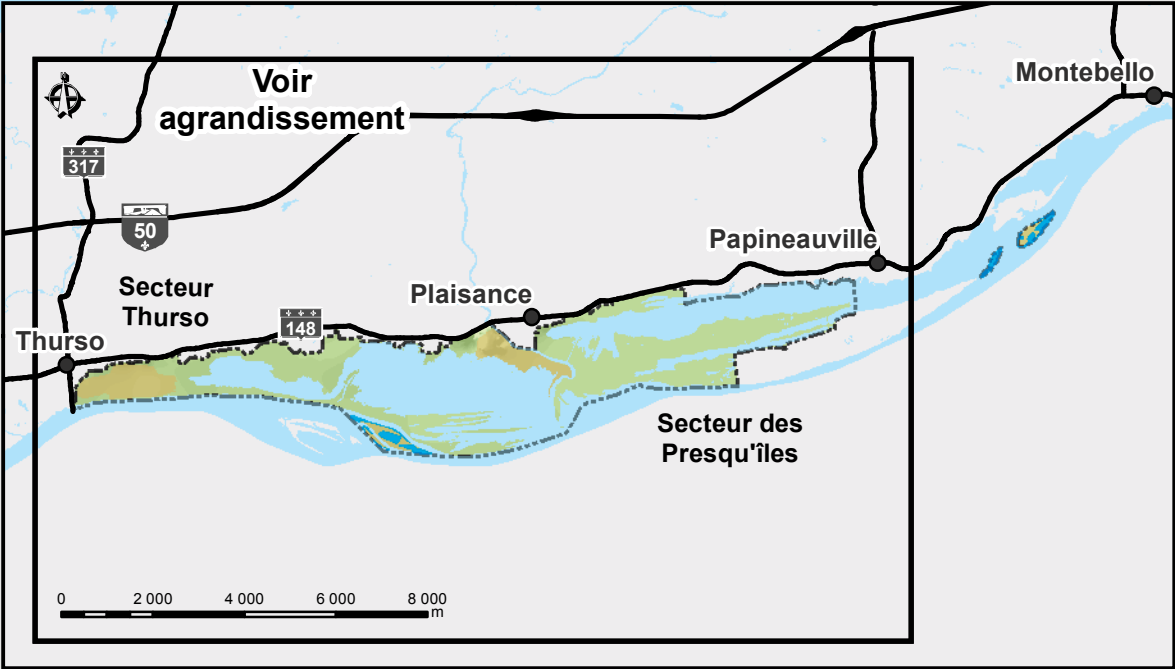 Voir
agrandissement
Montebello
317
50
Papineauville
Secteur
Thurso
Plaisance
148
Thurso
Secteur des
Presqu'îles
0 2 000 4 000 6 000 8 000
m